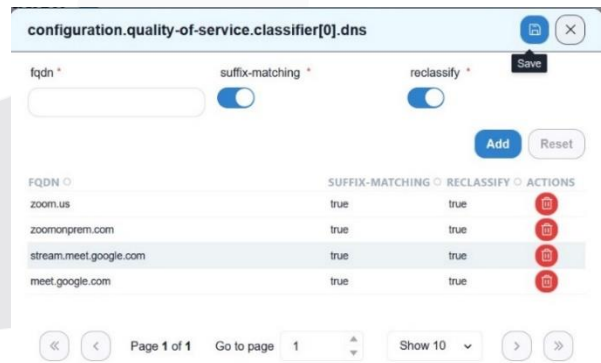 configuration.quality-of-service.classifier[0].dns
Save
fqdn * suffix-matching * reclassify *
Add Reset
FQDN SUFFIX-MATCHING RECLASSIFY ACTIONS
zoom.us true true
zoomonprem.com true true
stream.meet.google.com true true
meet.google.com true true
Page 1 of 1 Go to page 1 Show 10